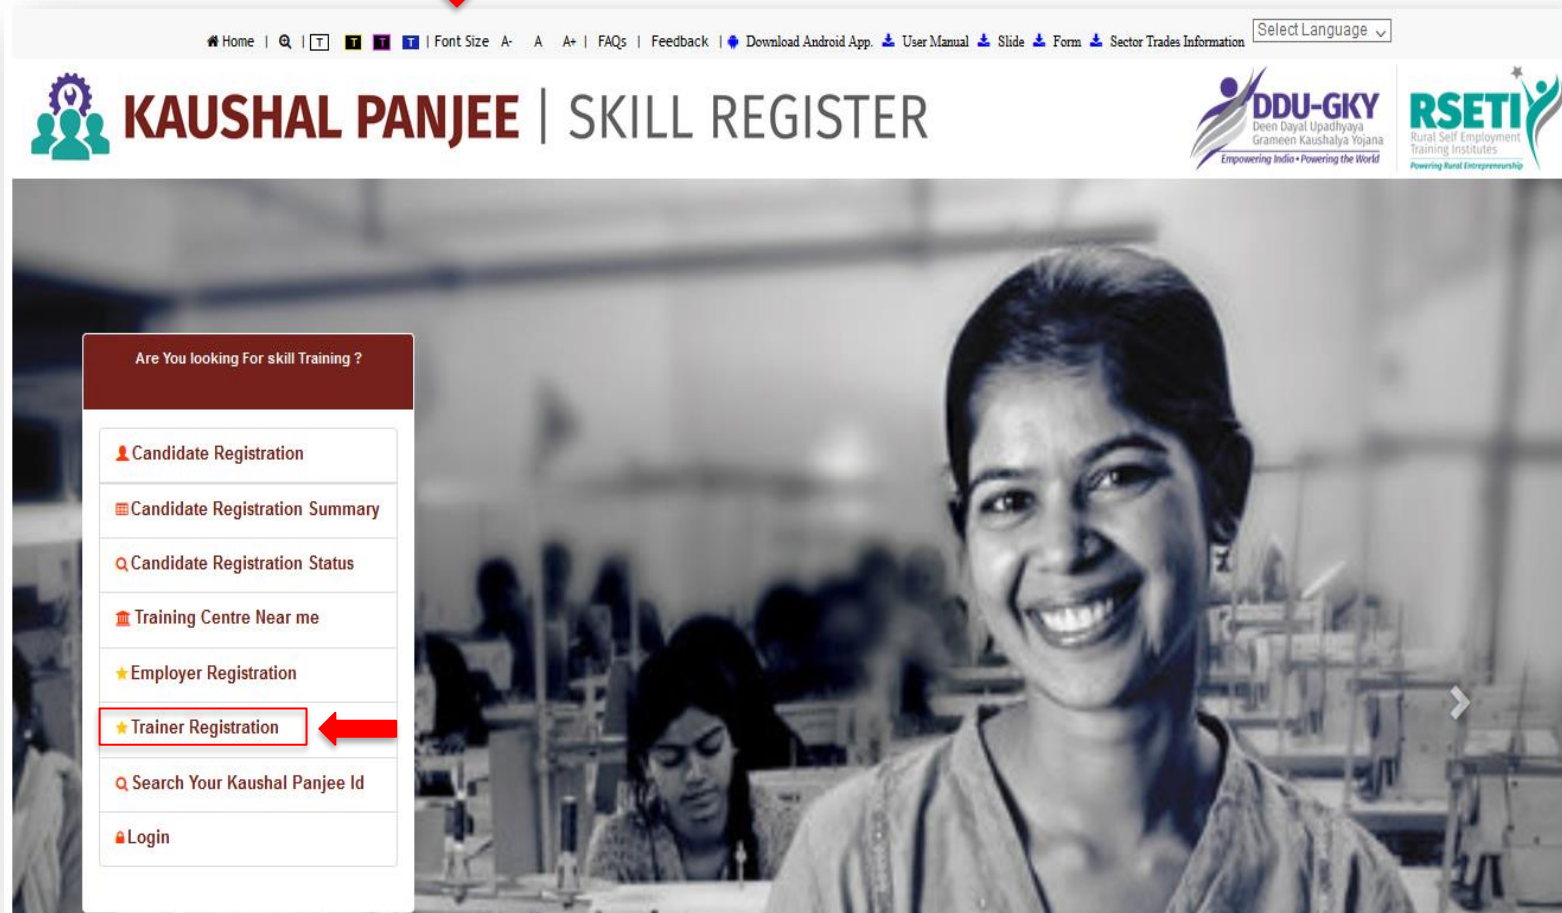 Home | | T T T T | Font Size A- A A+ | FAQs | Feedback | Download Android App. User Manual Slide Form Sector Trades Information Select Language
KAUSHAL PANJEE | SKILL REGISTER
DDU-GKY
Deen Dayal Upadhyaya
Grameen Kaushalya Yojana
Empowering India • Powering the World
RSETI
Rural Self Employment
Training Institutes
Powering Rural Entrepreneurship
Are You looking For skill Training ?
Candidate Registration
Candidate Registration Summary
Candidate Registration Status
Training Centre Near me
Employer Registration
Trainer Registration
Search Your Kaushal Panjee Id
Login